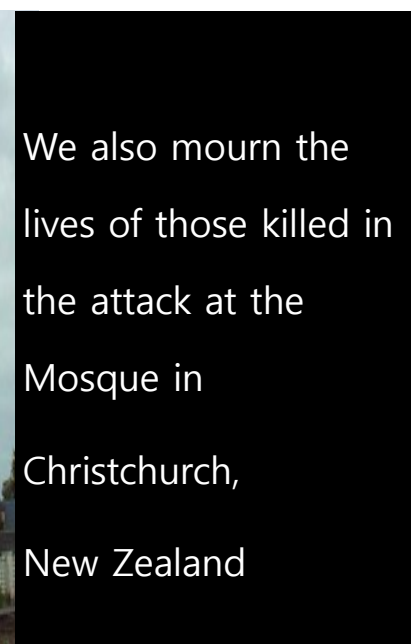 We also mourn the
lives of those killed in
the attack at the
Mosque in
Christchurch,
New Zealand